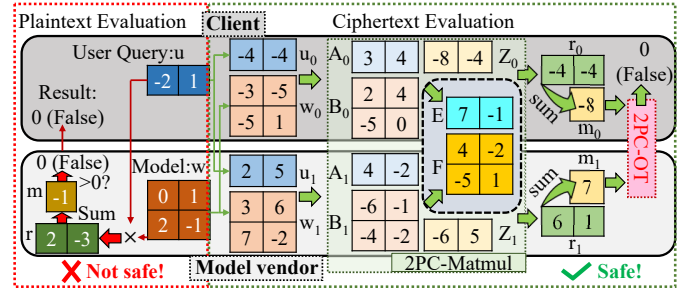 Plaintext Evaluation
Client
Ciphertext Evaluation
User Query:u
-2 1
Result:
0 (False)
-4 -4
u0
-3 -5
-5 1
w0
A0
3 4
-8 -4
Z0
B0
2 4
-5 0
E
7 -1
F
4 -2
-5 1
r0
-4 -4
sum
-8
m0
0
(False)
2PC-OT
0 (False)
>0?
m
-1
Sum
r
2 -3
×
Model:w
0 1
2 -1
2 5
u1
3 6
7 -2
w1
A1
4 -2
B1
-6 -1
-4 -2
-6 5
Z1
m1
sum
7
6 1
r1
Not safe!
Model vendor
2PC-Matmul
Safe!